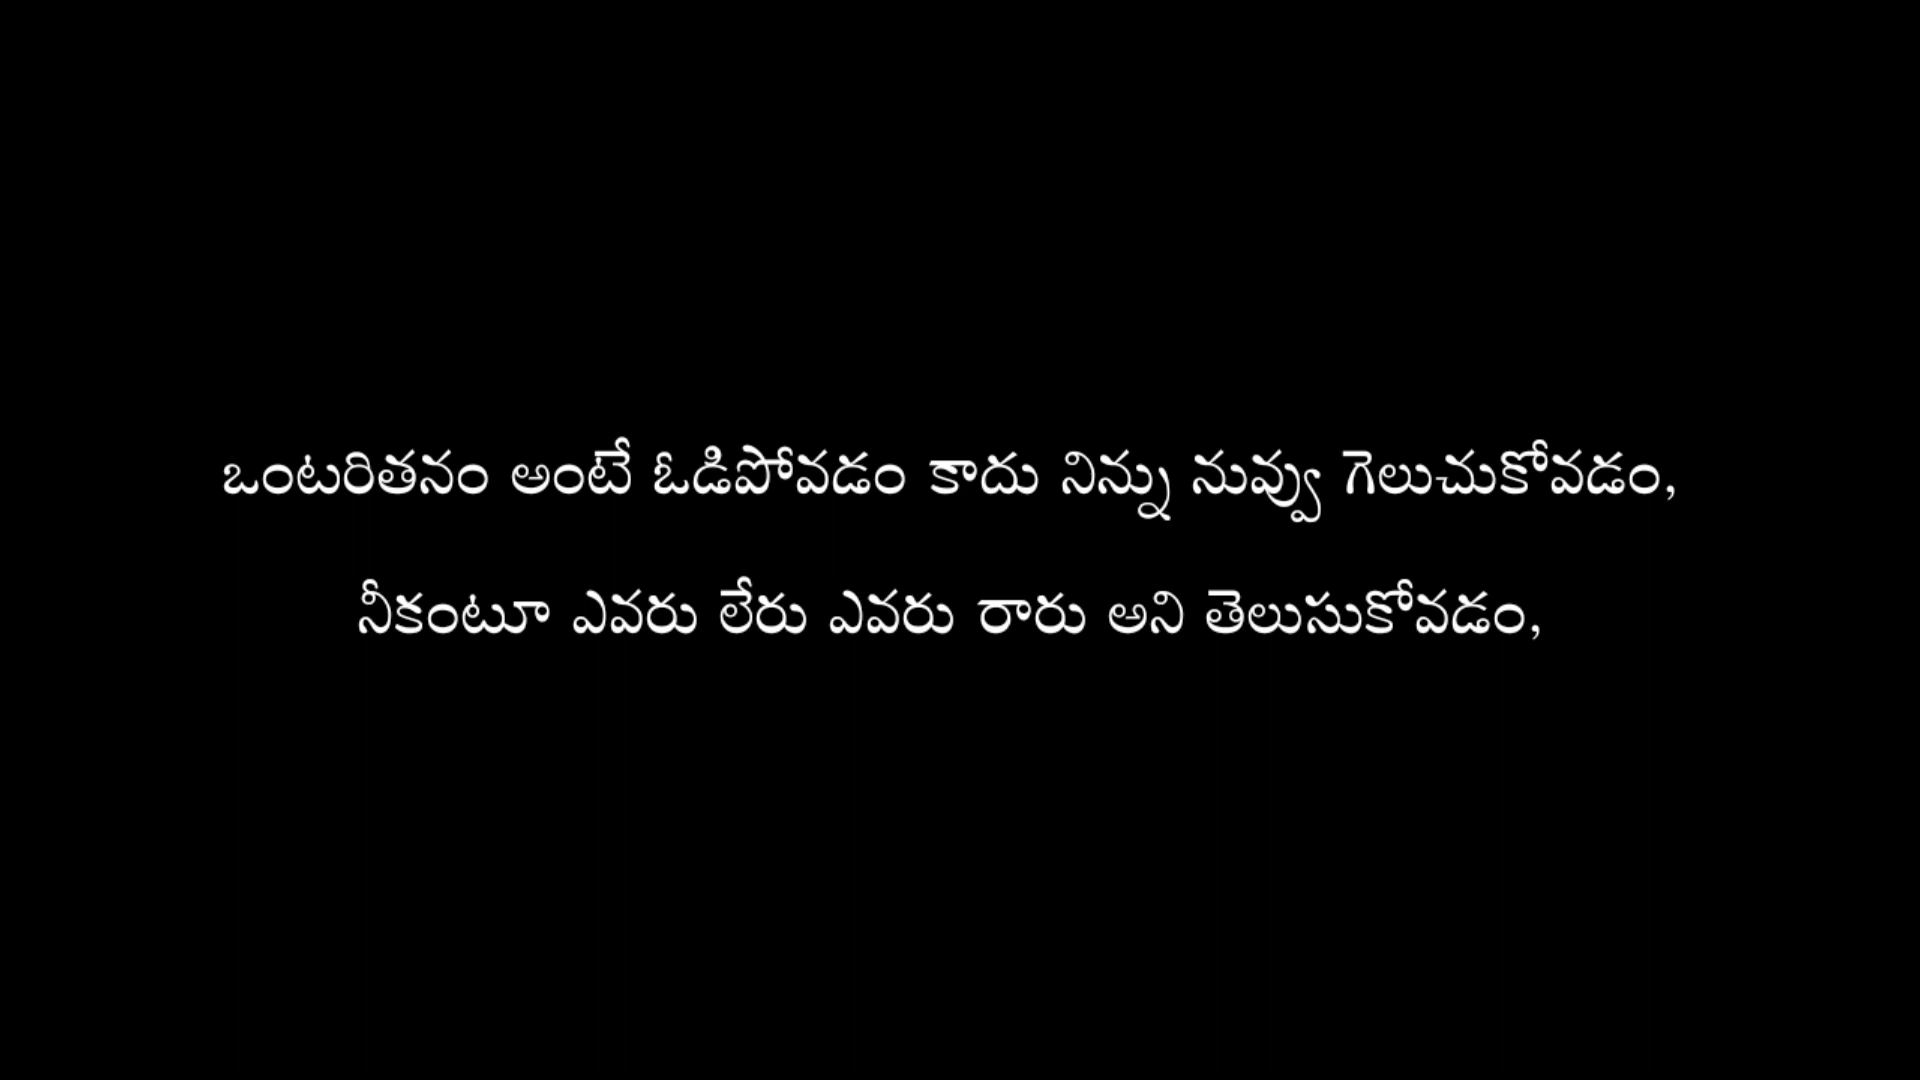 ఒంటరితనం అంటే ఓడిపోవడం కాదు నిన్ను నువ్వు గెలుచుకోవడం,
నీకంటూ ఎవరు లేరు ఎవరు రారు అని తెలుసుకోవడం,